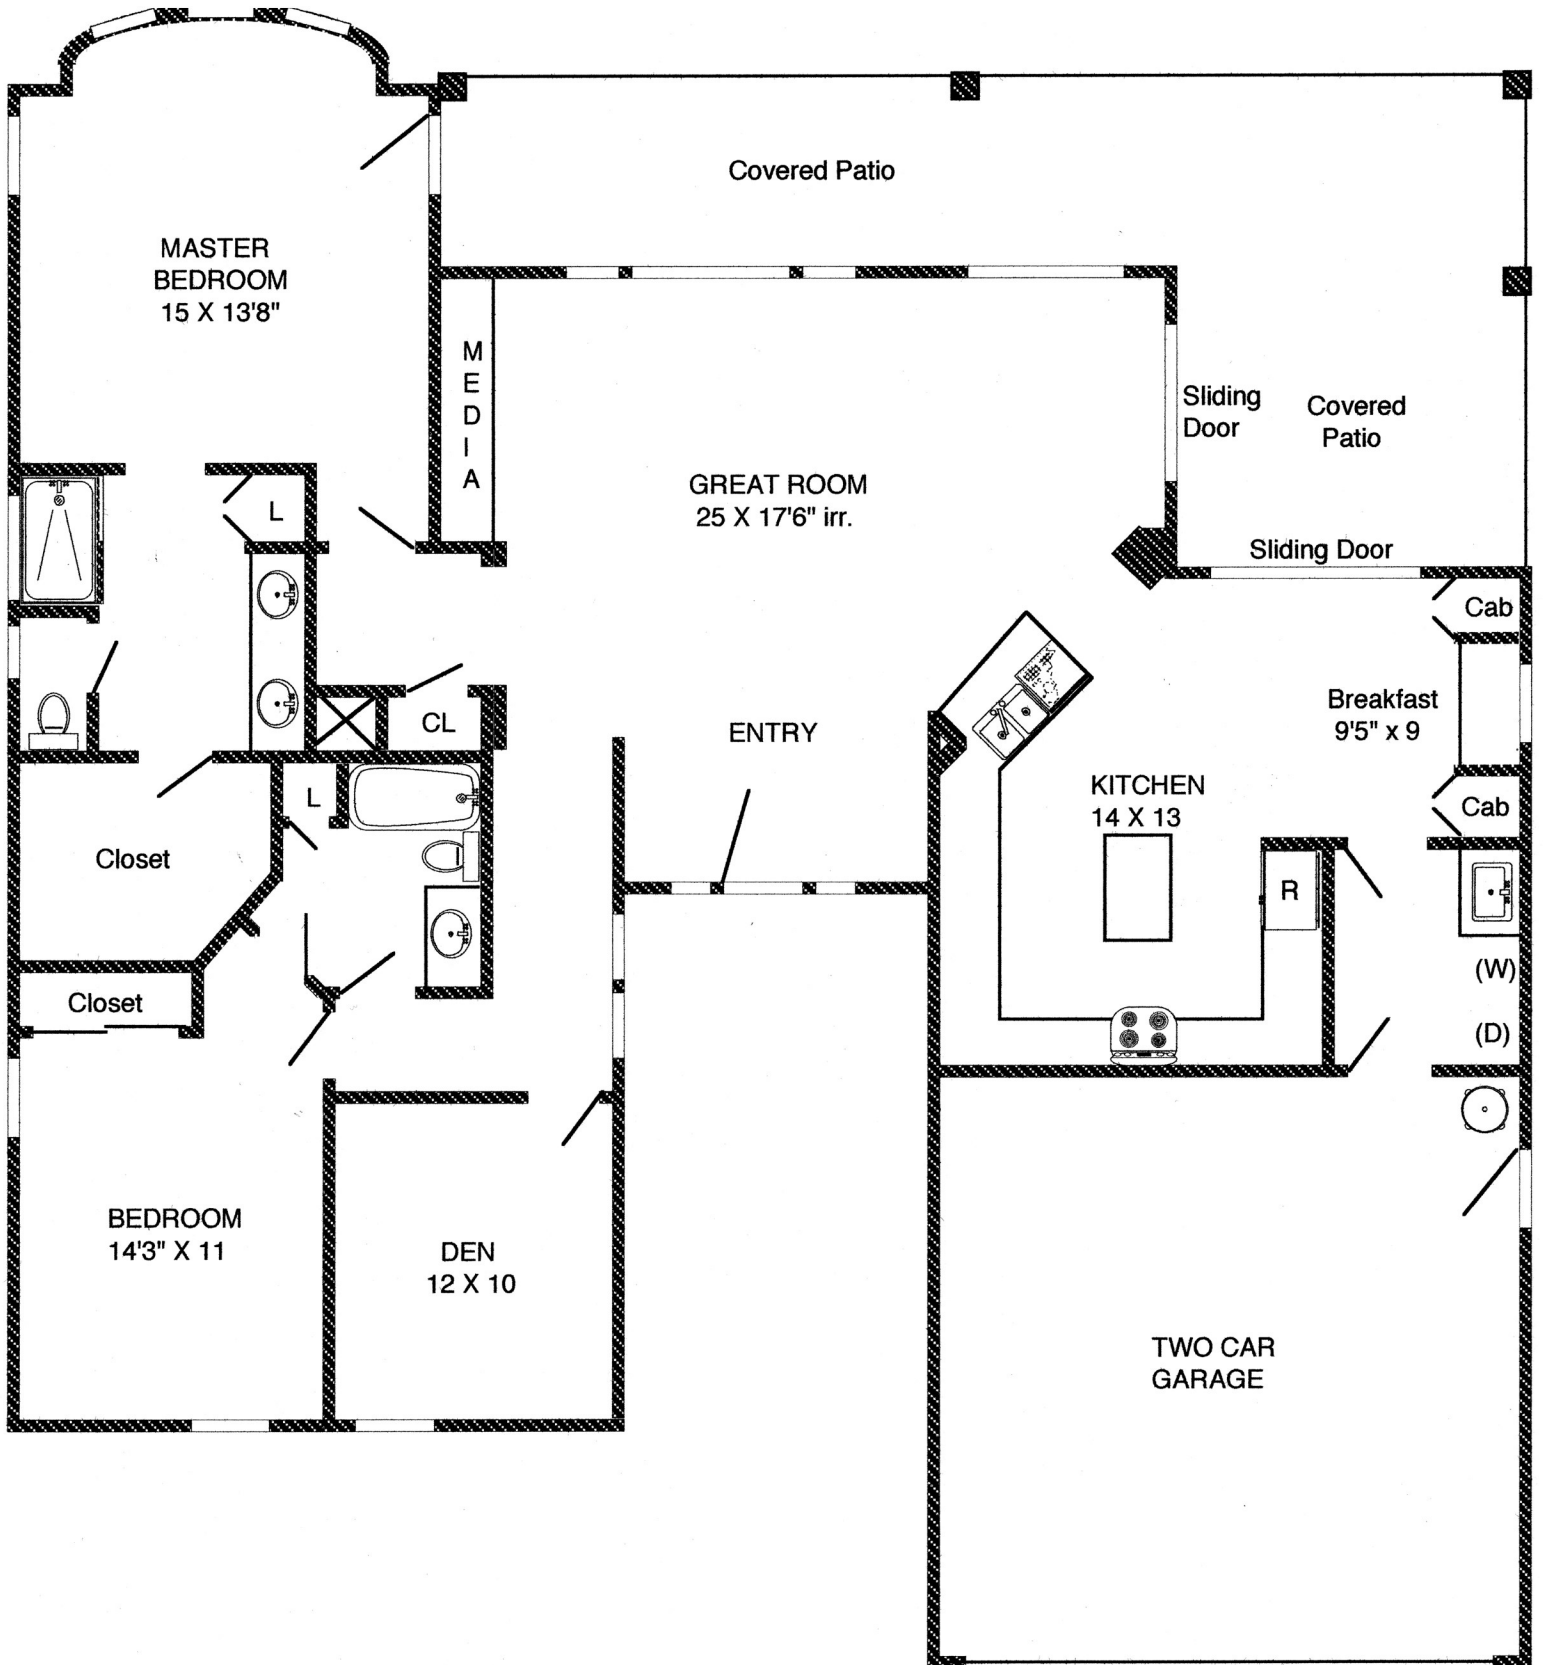 Covered Patio
MASTER
BEDROOM
15 X 13'8"
M
E
D
I
A
Sliding
Door
Covered
Patio
GREAT ROOM
25 X 17'6" irr.
L
Sliding Door
Cab
Breakfast
9'5" x 9
CL
ENTRY
KITCHEN
14 X 13
L
Cab
Closet
R
(W)
Closet
(D)
BEDROOM
14'3" X 11
DEN
12 X 10
TWO CAR
GARAGE